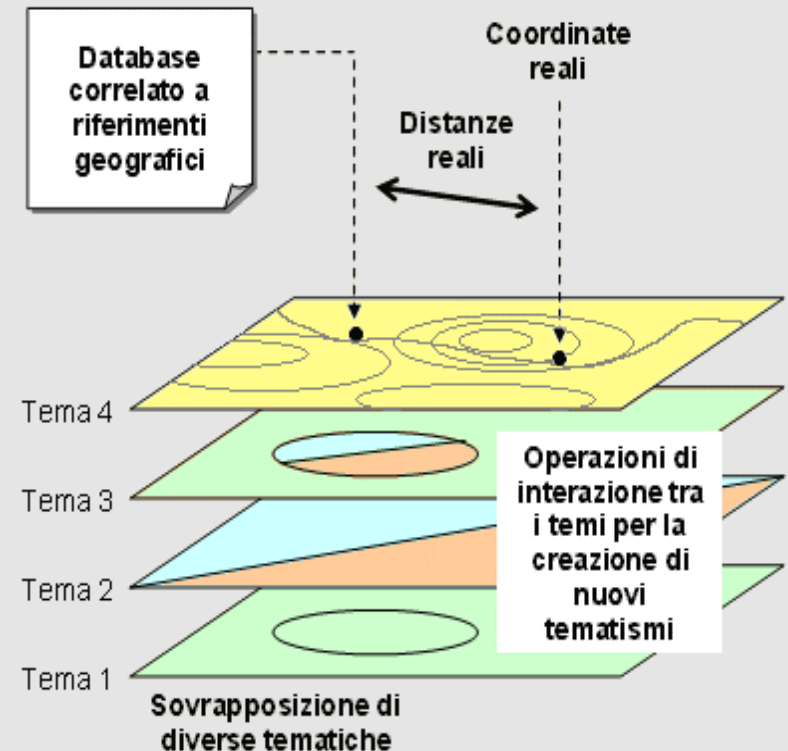 Database
correlato a
riferimenti
geografici
Coordinate
reali
Distanze
reali
Tema 4
Tema 3
Operazioni di
interazione tra
i temi per la
creazione di
nuovi
tematismi
Tema 2
Tema 1
Sovrapposizione di
diverse tematiche